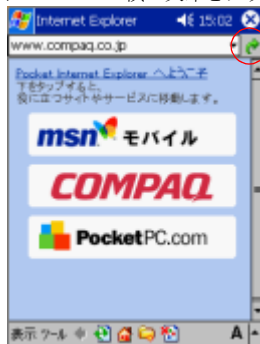 Internet Explorer 15:02
www.compaq.co.jp
Pocket Internet Explorer へようこそ
下をタップすると、
役に立つサイトやサービスに移動します。
msn モバイル
COMPAQ
PocketPC.com
表示 ツール A